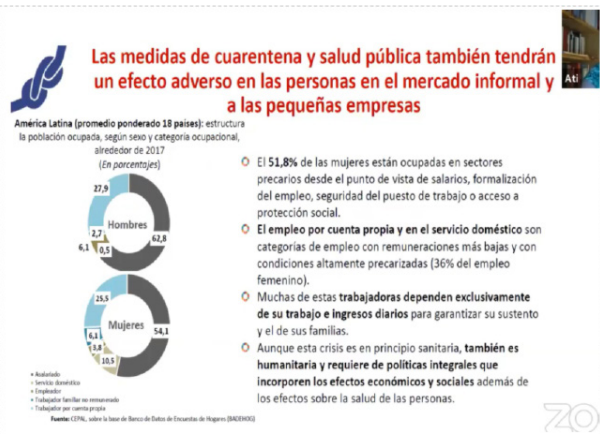 Las medidas de cuarentena y salud pública también tendrán
un efecto adverso en las personas en el mercado informal y
a las pequeñas empresas
Ati
América Latina (promedio ponderado 18 países): estructura
la población ocupada, según sexo y categoría ocupacional,
alrededor de 2017
(En porcentajes)
27,9
Hombres
2,7
6,1
0,5
62,8
25,5
Mujeres
6,1
3,8
10,5
54,1
Asalariado
Servicio doméstico
Empleador
Trabajador familiar no remunerado
Trabajador por cuenta propia
El 51,8% de las mujeres están ocupadas en sectores
precarios desde el punto de vista de salarios, formalización
del empleo, seguridad del puesto de trabajo o acceso a
protección social.
El empleo por cuenta propia y en el servicio doméstico son
categorías de empleo con remuneraciones más bajas y con
condiciones altamente precarizadas (36% del empleo
femenino).
Muchas de estas trabajadoras dependen exclusivamente
de su trabajo e ingresos diarios para garantizar su sustento
y el de sus familias.
Aunque esta crisis es en principio sanitaria, también es
humanitaria y requiere de políticas integrales que
incorporen los efectos económicos y sociales además de
los efectos sobre la salud de las personas.
Fuente: CEPAL, sobre la base de Banco de Datos de Encuestas de Hogares (BADEHOG)
ZO